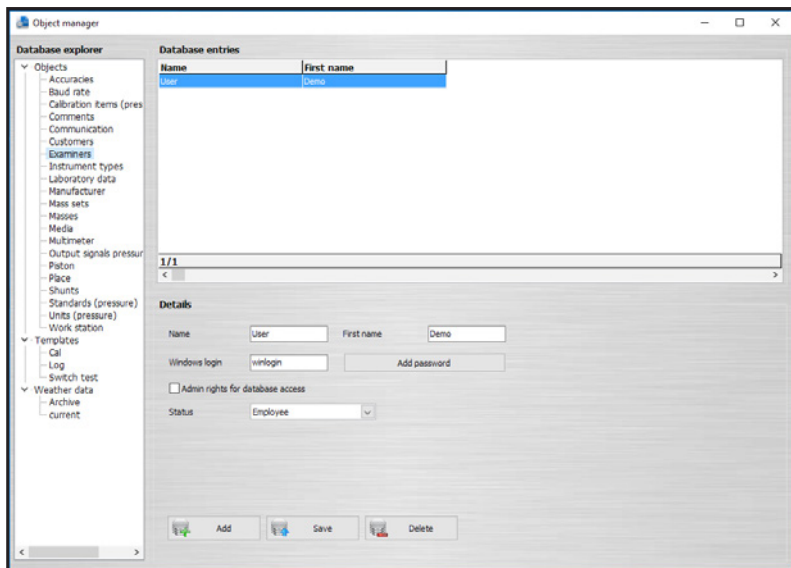 Object manager
Database explorer
Objects
Accuracies
Baud rate
Calibration items (pres
Comments
Communication
Customers
Examiners
Instrument types
Laboratory data
Manufacturer
Mass sets
Masses
Media
Multimeter
Output signals pressur
Piston
Place
Shunts
Standards (pressure)
Units (pressure)
Work station
Templates
Cal
Log
Switch test
Weather data
Archive
current
Database entries
Name First name
User Demo
1/1
Details
Name User First name Demo
Windows login winlogin Add password
Admin rights for database access
Status Employee
Add Save Delete